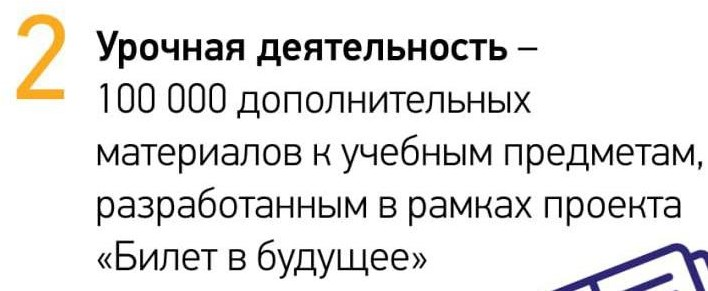 2
Урочная деятельность –
100 000 дополнительных
материалов к учебным предметам,
разработанным в рамках проекта
«Билет в будущее»